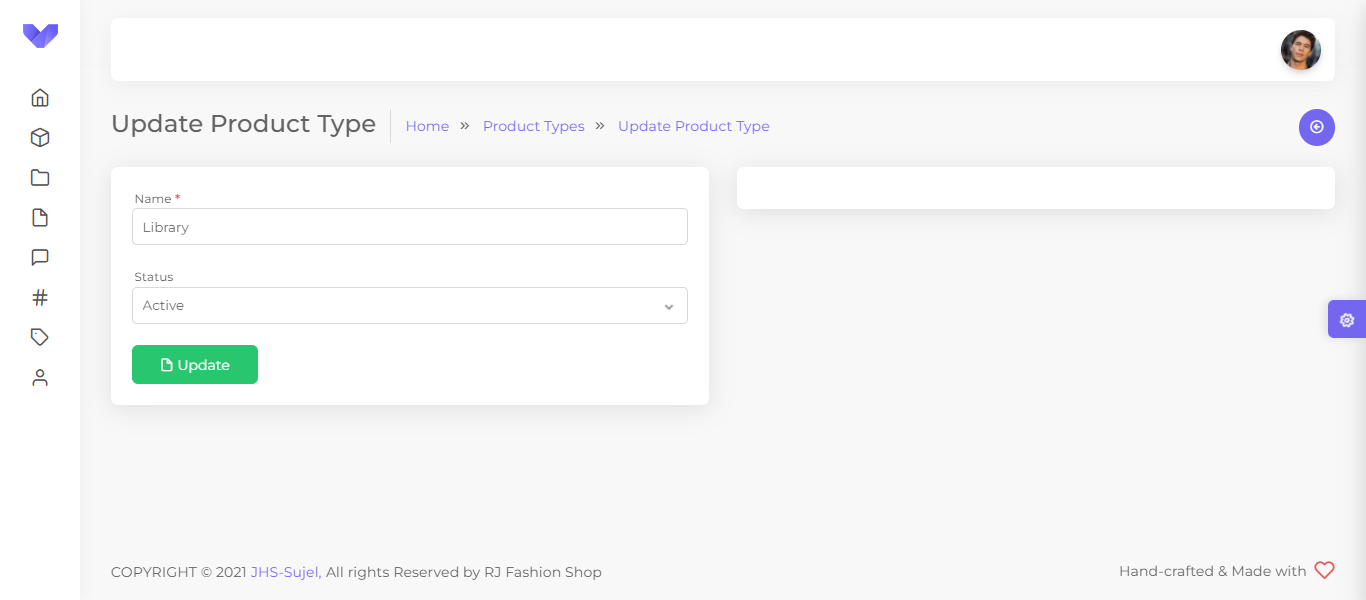 Update Product Type
Home » Product Types » Update Product Type
Name *
Library
Status
Active
Update
COPYRIGHT © 2021 JHS-Sujel, All rights Reserved by RJ Fashion Shop
Hand-crafted & Made with